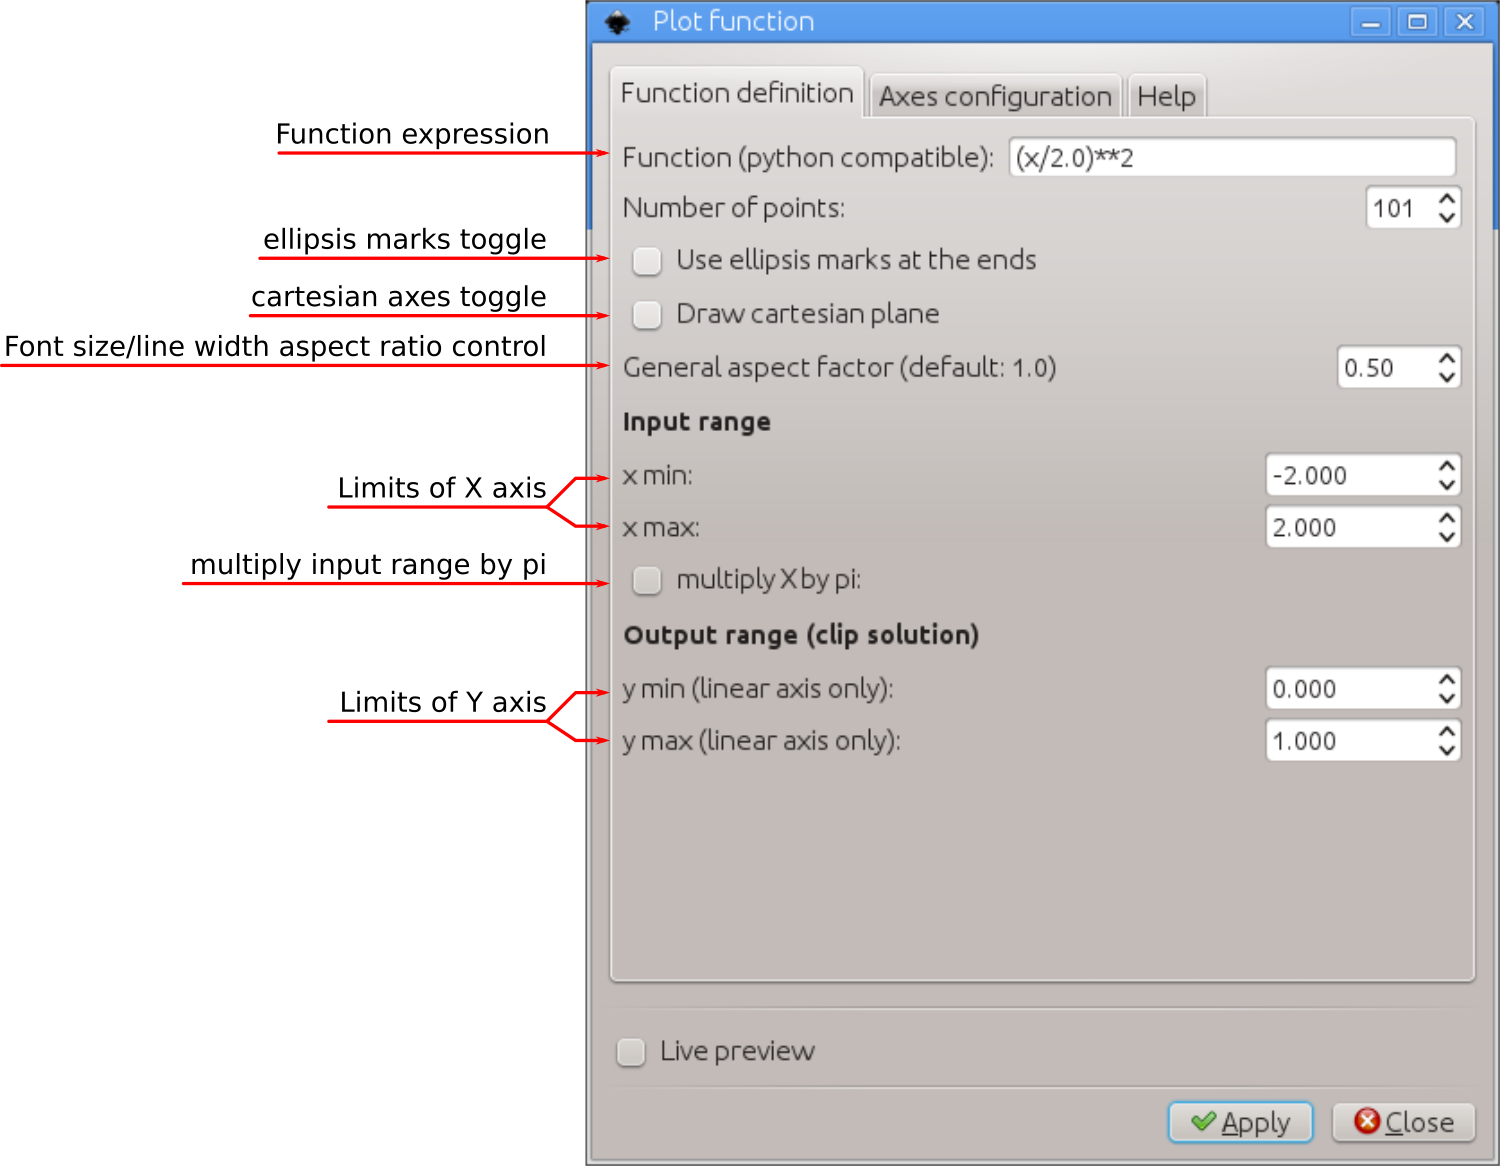 Plot function
Function definition Axes configuration Help
Function expression
Function (python compatible): (x/2.0)**2
Number of points: 101
ellipsis marks toggle
Use ellipsis marks at the ends
cartesian axes toggle
Draw cartesian plane
Font size/line width aspect ratio control
General aspect factor (default: 1.0) 0.50
Input range
Limits of X axis
x min: -2.000
x max: 2.000
multiply input range by pi
multiply X by pi:
Output range (clip solution)
Limits of Y axis
y min (linear axis only): 0.000
y max (linear axis only): 1.000
Live preview
Apply Close